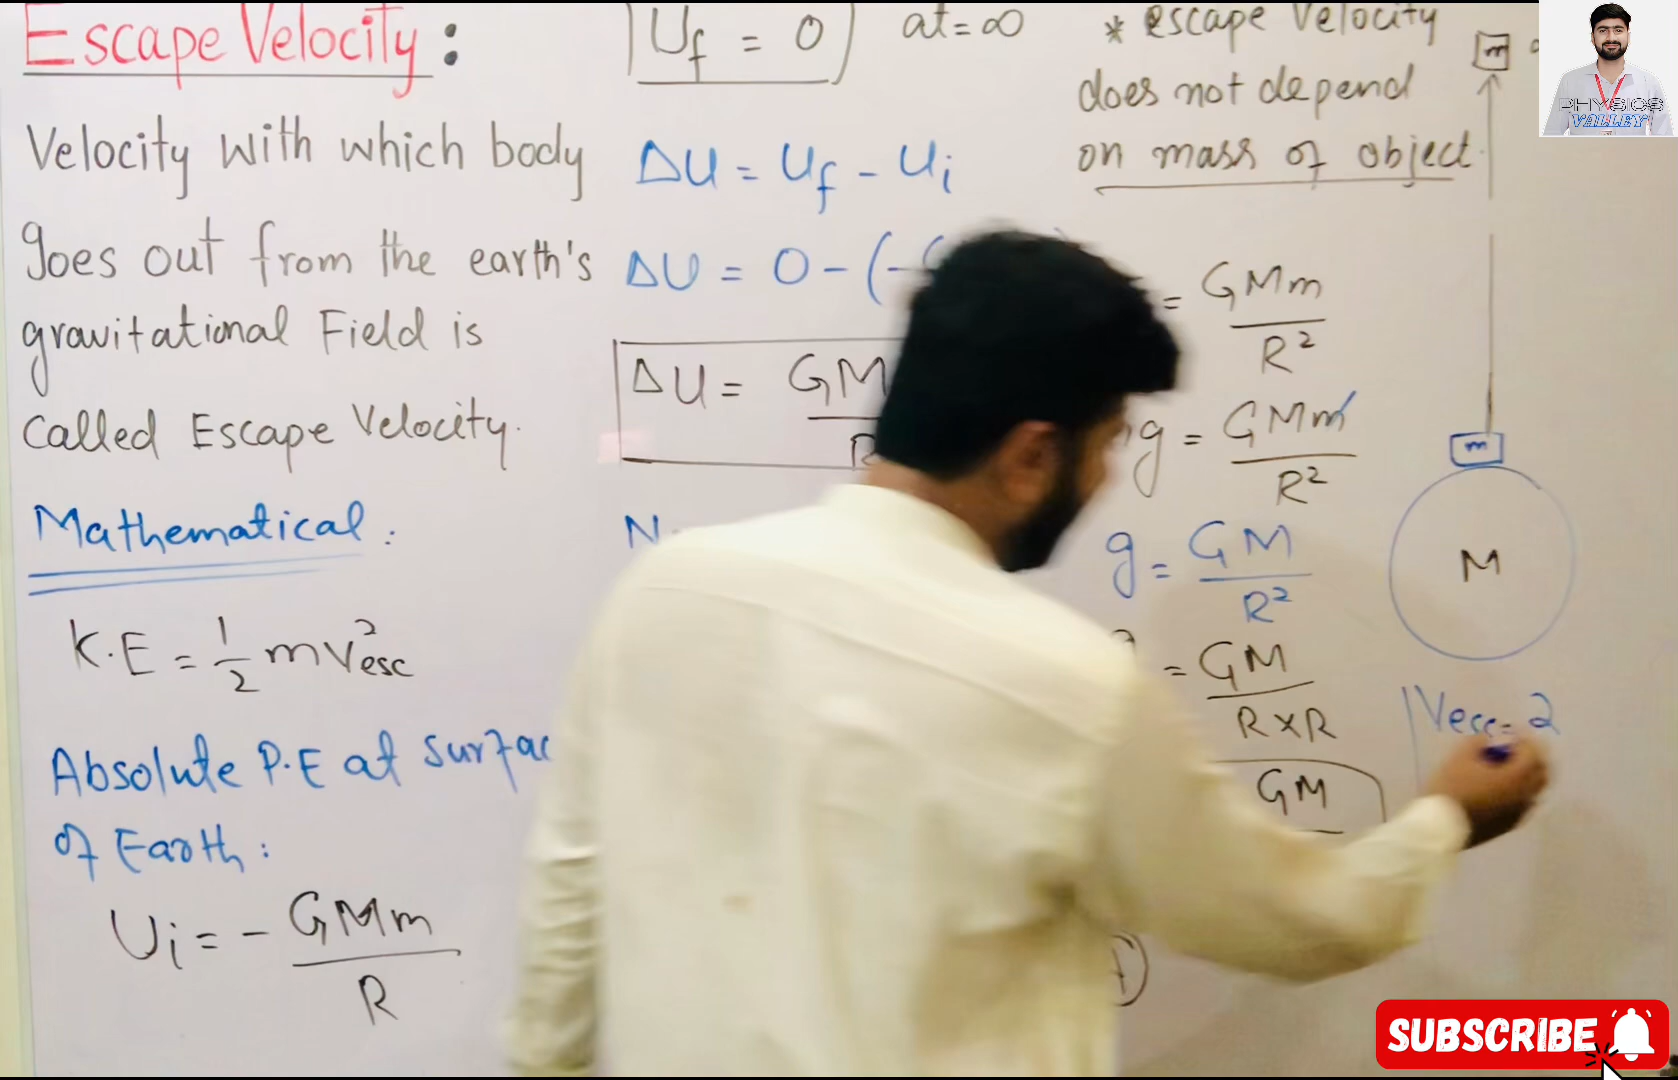 Escape Velocity:
Velocity with which body
goes out from the earth's
gravitational Field is
Called Escape Velocity.
Mathematical:
K.E = 1/2 mv²esc
Absolute P.E at Surfac
of Earth:
Ui = - GMm/R
Uf = 0 at = ∞
ΔU = Uf - Ui
ΔU = 0 - (-
ΔU = GM
* Escape Velocity
does not depend
on mass of object
= GMm/R²
g = GMm/R²
g = GM/R²
= GM/R×R
GM
m
m
M
Vesc = 2
PHYSICS
VALLEY
SUBSCRIBE